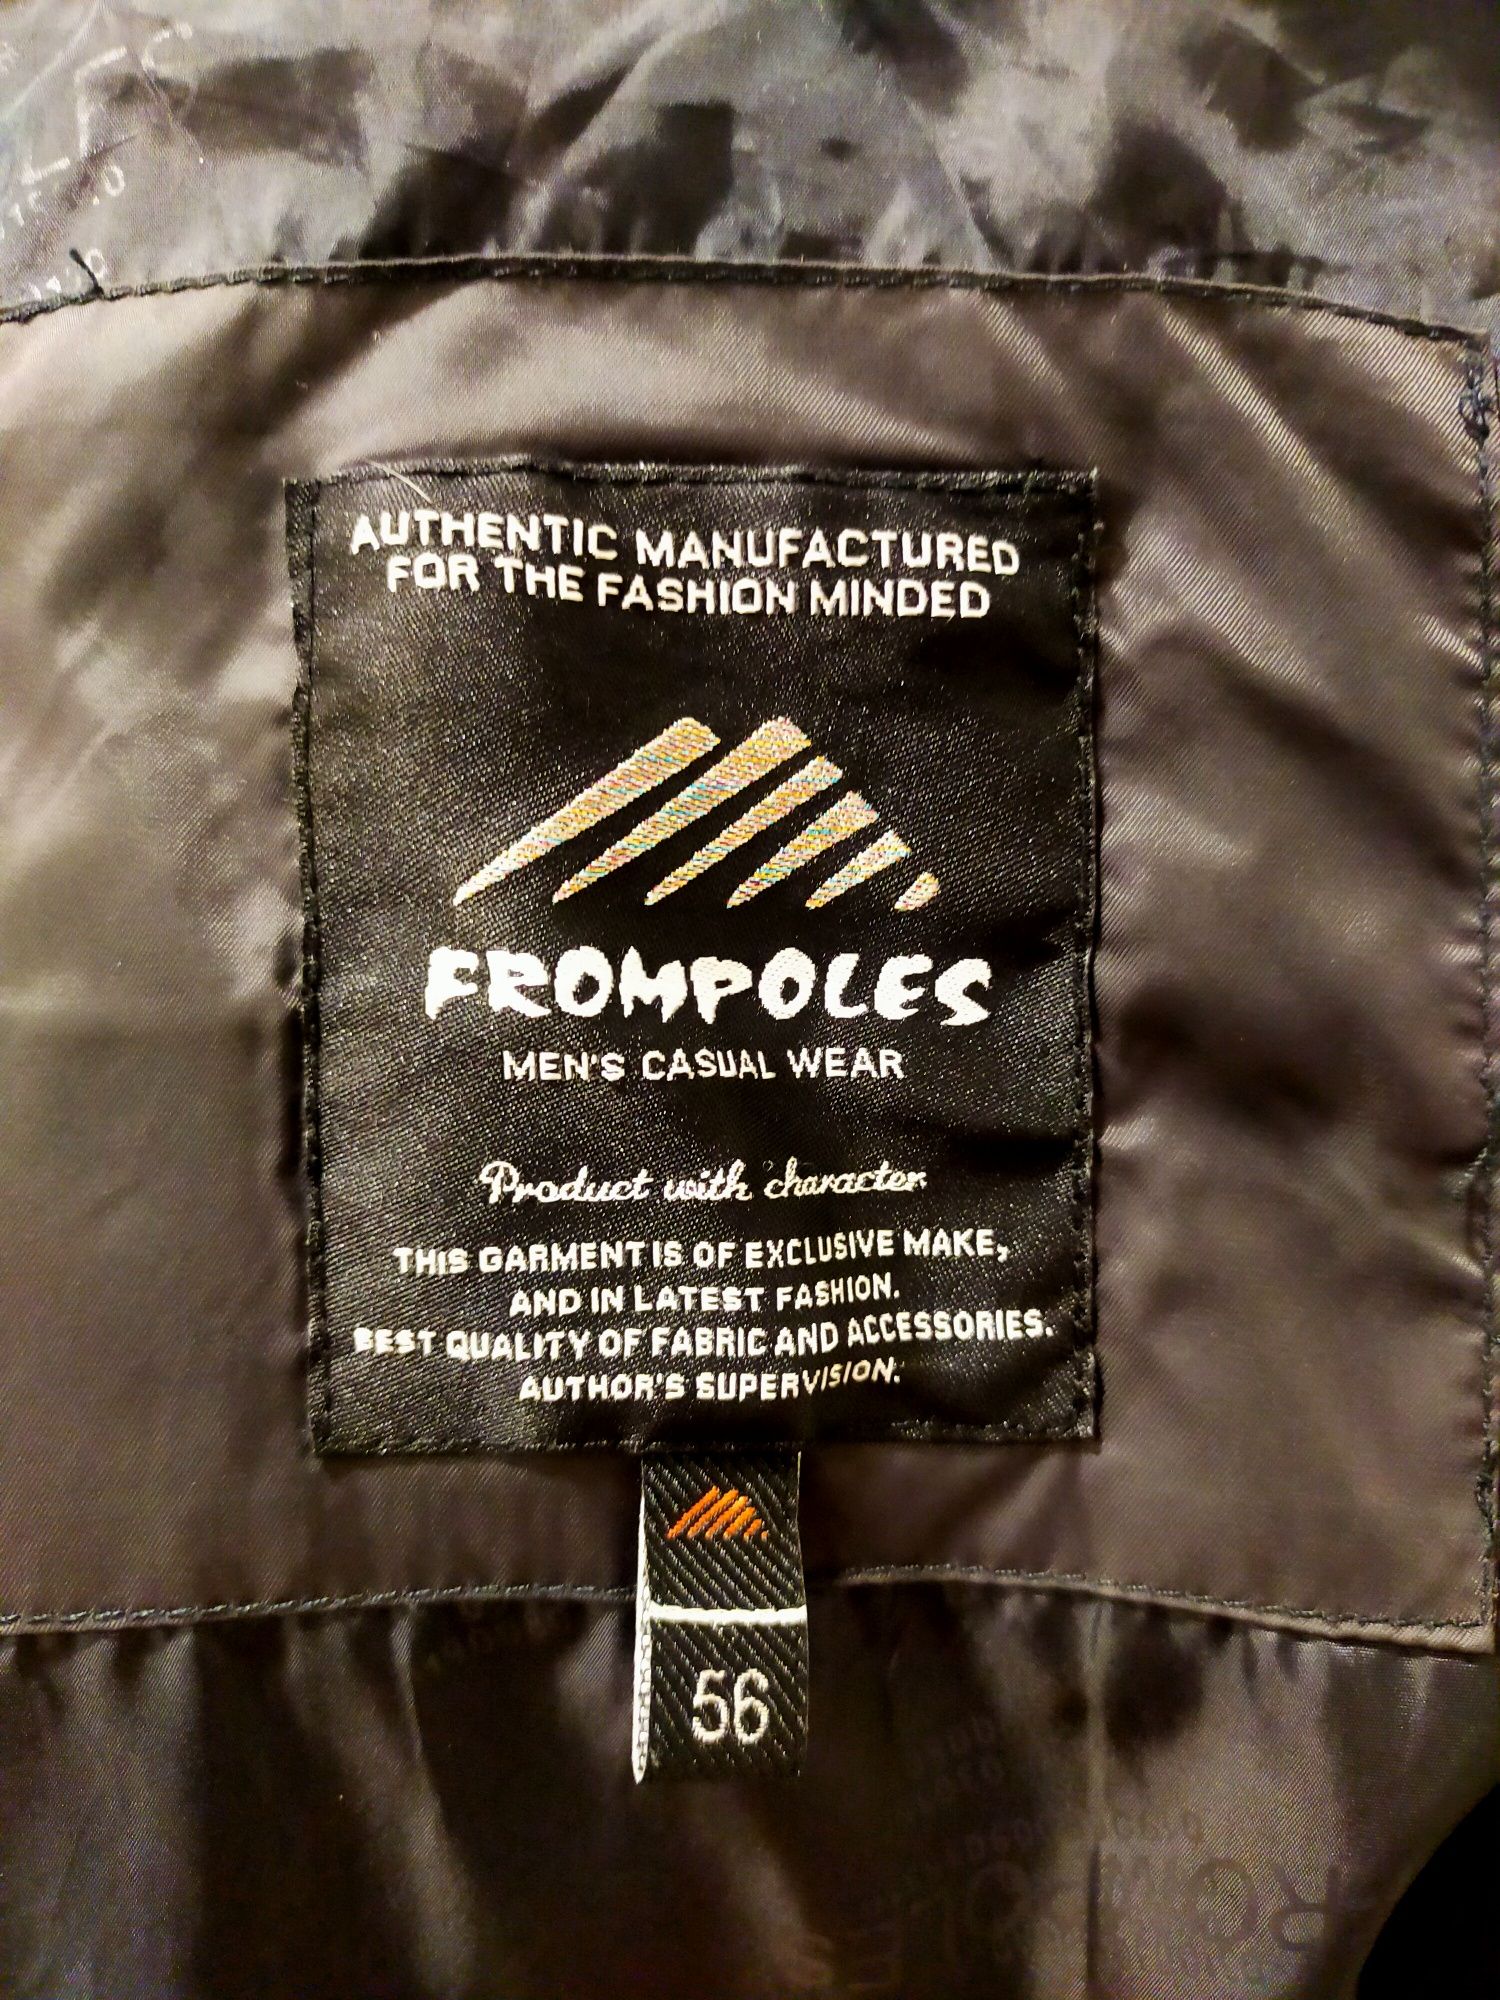 AUTHENTIC MANUFACTURED
FOR THE FASHION MINDED
FROMPOLES
MEN'S CASUAL WEAR
Product with character
THIS GARMENT IS OF EXCLUSIVE MAKE,
AND IN LATEST FASHION.
BEST QUALITY OF FABRIC AND ACCESSORIES.
AUTHOR'S SUPERVISION.
56